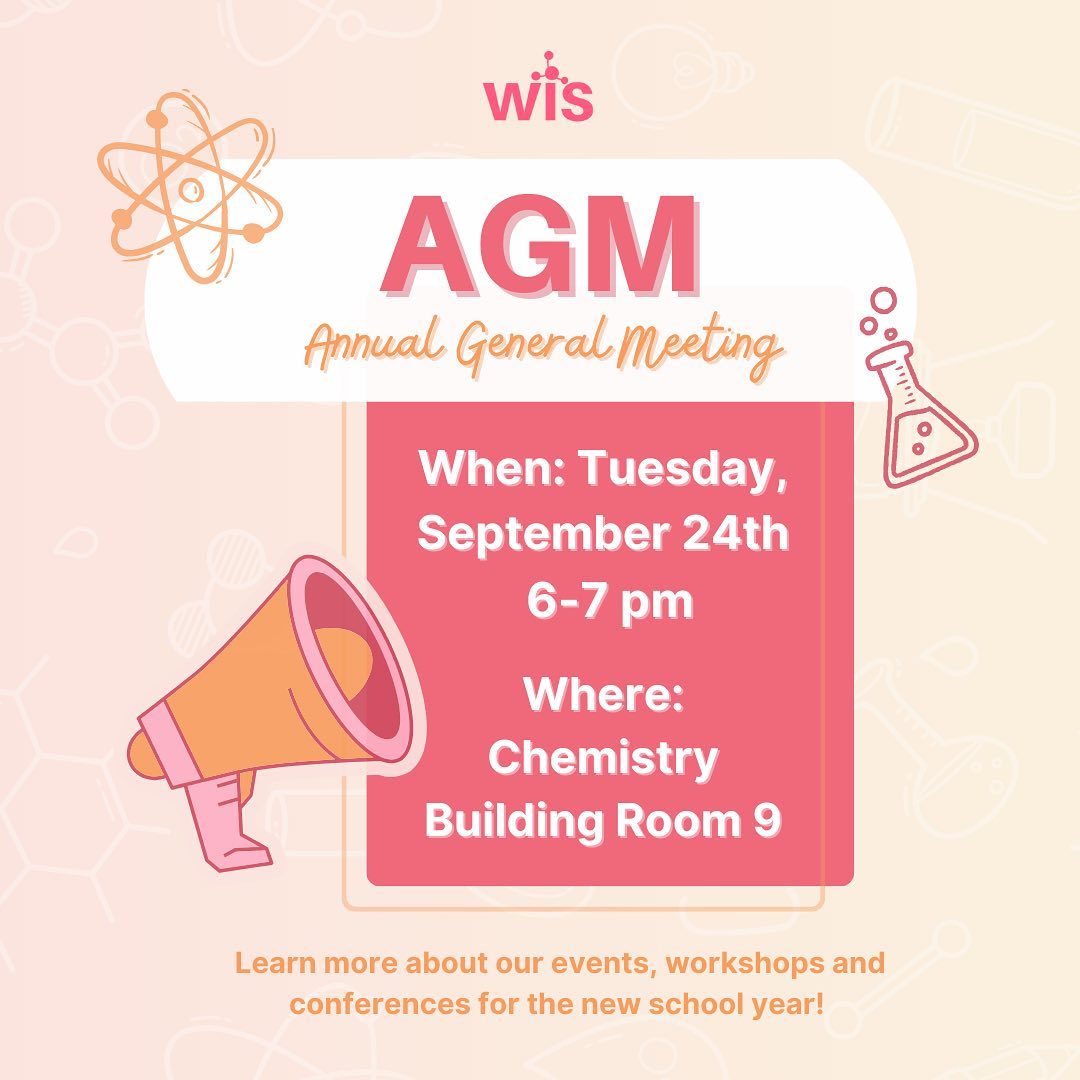 wis
AGM
Annual General Meeting
When: Tuesday,
September 24th
6-7 pm
Where:
Chemistry
Building Room 9
Learn more about our events, workshops and
conferences for the new school year!